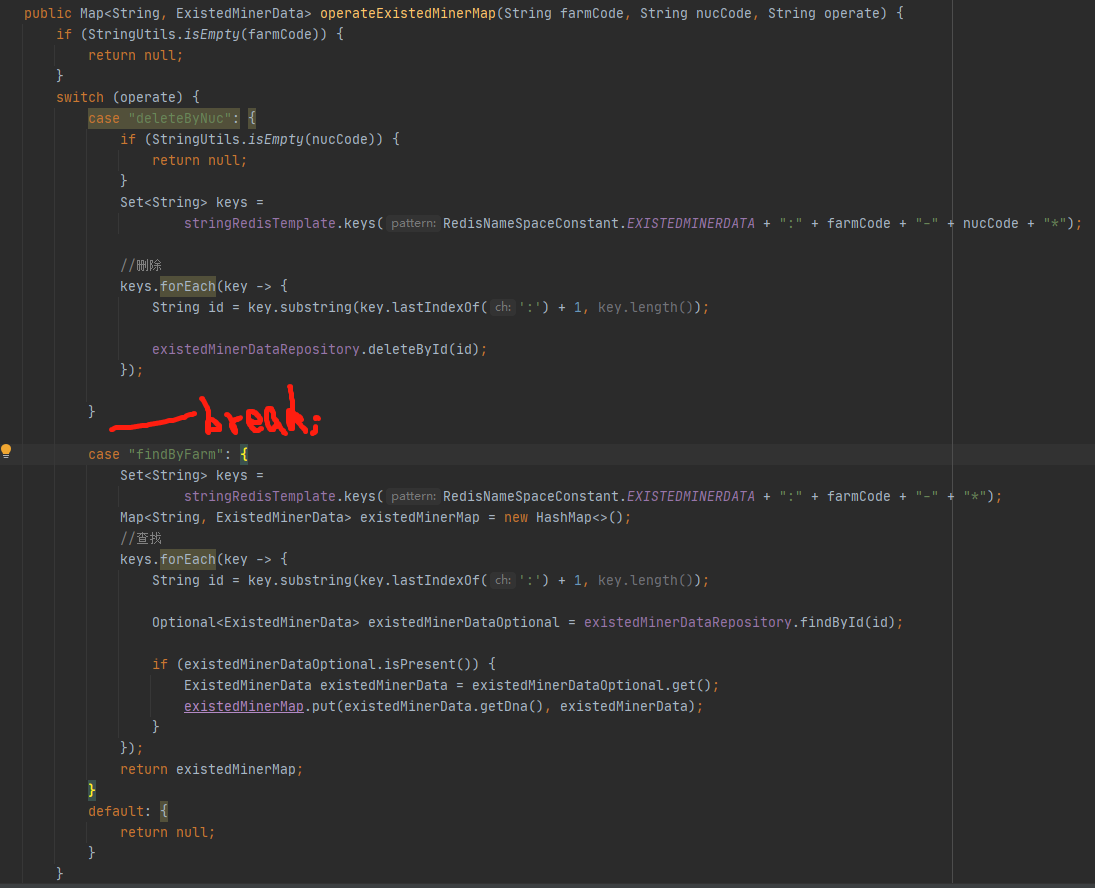 public Map<String, ExistedMinerData> operateExistedMinerMap(String farmCode, String nucCode, String operate) {
if (StringUtils.isEmpty(farmCode)) {
return null;
}
switch (operate) {
case "deleteByNuc": {
if (StringUtils.isEmpty(nucCode)) {
return null;
}
Set<String> keys =
stringRedisTemplate.keys( pattern: RedisNameSpaceConstant.EXISTEDMINERDATA + ":" + farmCode + "-" + nucCode + "*");
//删除
keys.forEach(key -> {
String id = key.substring(key.lastIndexOf( ch: ':') + 1, key.length());
existedMinerDataRepository.deleteById(id);
});
}
break;
case "findByFarm": {
Set<String> keys =
stringRedisTemplate.keys( pattern: RedisNameSpaceConstant.EXISTEDMINERDATA + ":" + farmCode + "-" + "*");
Map<String, ExistedMinerData> existedMinerMap = new HashMap<>();
//查找
keys.forEach(key -> {
String id = key.substring(key.lastIndexOf( ch: ':') + 1, key.length());
Optional<ExistedMinerData> existedMinerDataOptional = existedMinerDataRepository.findById(id);
if (existedMinerDataOptional.isPresent()) {
ExistedMinerData existedMinerData = existedMinerDataOptional.get();
existedMinerMap.put(existedMinerData.getDna(), existedMinerData);
}
});
return existedMinerMap;
}
default: {
return null;
}
}